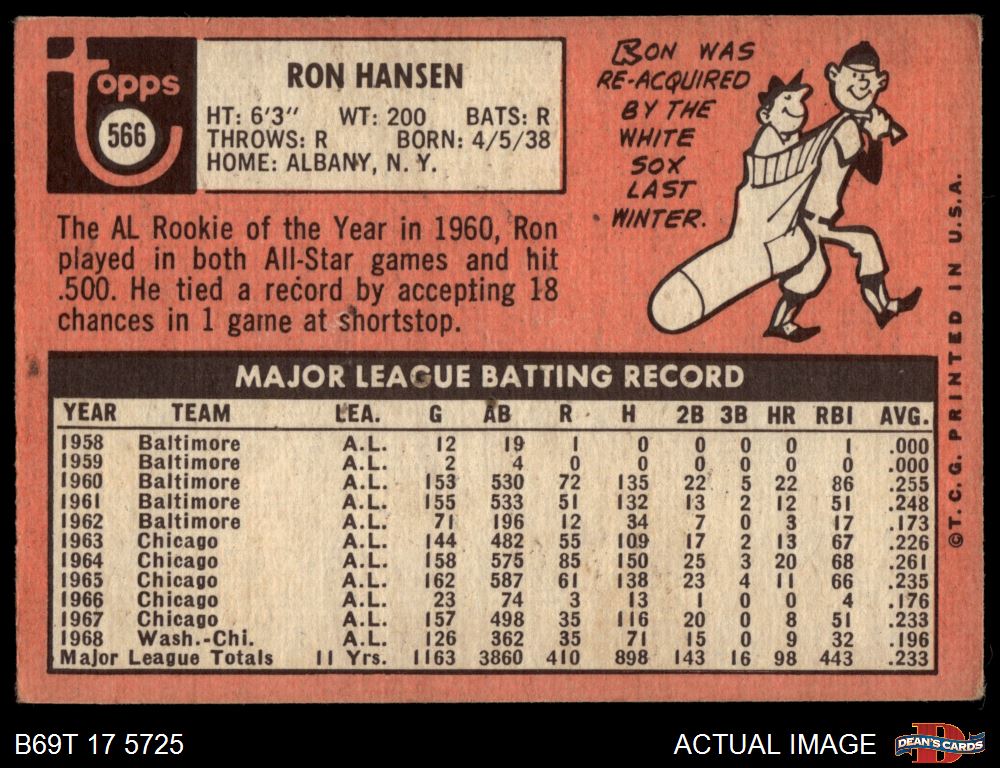 topps
566
RON HANSEN
HT: 6'3" WT: 200 BATS: R
THROWS: R BORN: 4/5/38
HOME: ALBANY, N. Y.
RON WAS
RE-ACQUIRED
BY THE
WHITE
SOX
LAST
WINTER.
The AL Rookie of the Year in 1960, Ron
played in both All-Star games and hit
.500. He tied a record by accepting 18
chances in 1 game at shortstop.
MAJOR LEAGUE BATTING RECORD
YEAR TEAM LEA. G AB R H 2B 3B HR RBI AVG.
1958 Baltimore A.L. 12 19 1 0 0 0 0 1 .000
1959 Baltimore A.L. 2 4 0 0 0 0 0 0 .000
1960 Baltimore A.L. 153 530 72 135 22 5 22 86 .255
1961 Baltimore A.L. 155 533 51 132 13 2 12 51 .248
1962 Baltimore A.L. 71 196 12 34 7 0 3 17 .173
1963 Chicago A.L. 144 482 55 109 17 2 13 67 .226
1964 Chicago A.L. 158 575 85 150 25 3 20 68 .261
1965 Chicago A.L. 162 587 61 138 23 4 11 66 .235
1966 Chicago A.L. 23 74 3 13 1 0 0 4 .176
1967 Chicago A.L. 157 498 35 116 20 0 8 51 .233
1968 Wash.-Chi. A.L. 126 362 35 71 15 0 9 32 .196
Major League Totals 11 Yrs. 1163 3860 410 898 143 16 98 443 .233
©T. C. G. PRINTED IN U.S.A.
B69T 17 5725
ACTUAL IMAGE
D
DEAN'S CARDS